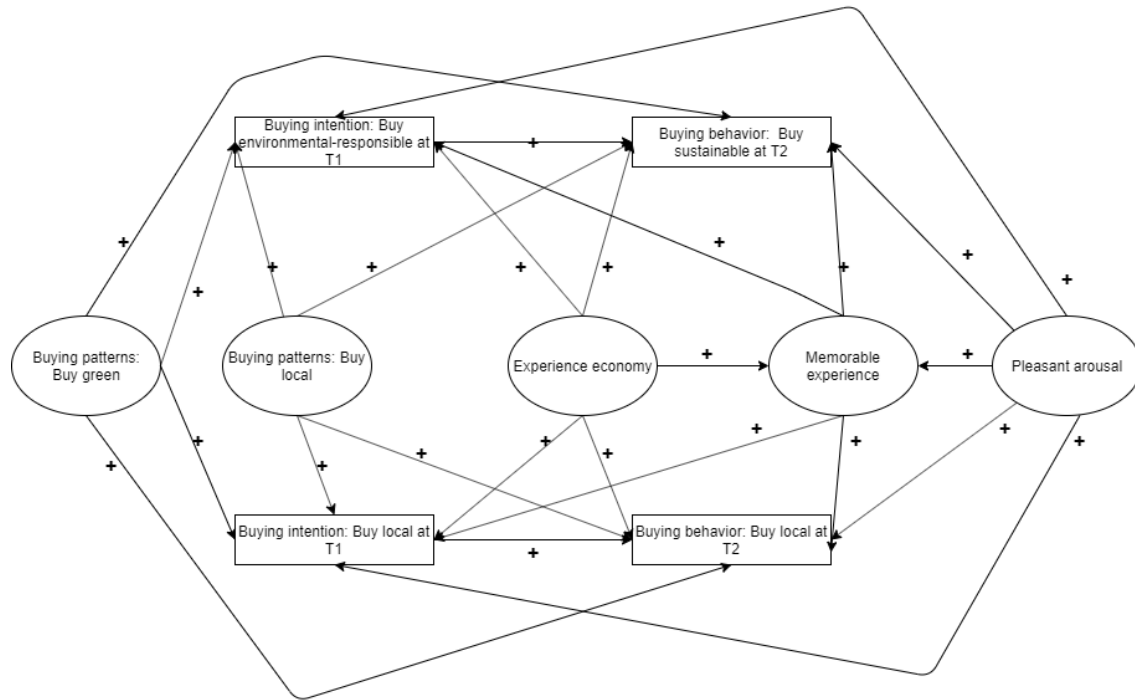 Buying intention: Buy
environmental-responsible at
T1
+
Buying behavior: Buy
sustainable at T2
+
+
+
+
+
+
+
+
+
+
Buying patterns:
Buy green
Buying patterns: Buy
local
Experience economy
+
Memorable
experience
+
Pleasant arousal
+
+
+
+
+
+
+
+
+
+
Buying intention: Buy local at
T1
+
Buying behavior: Buy local at
T2